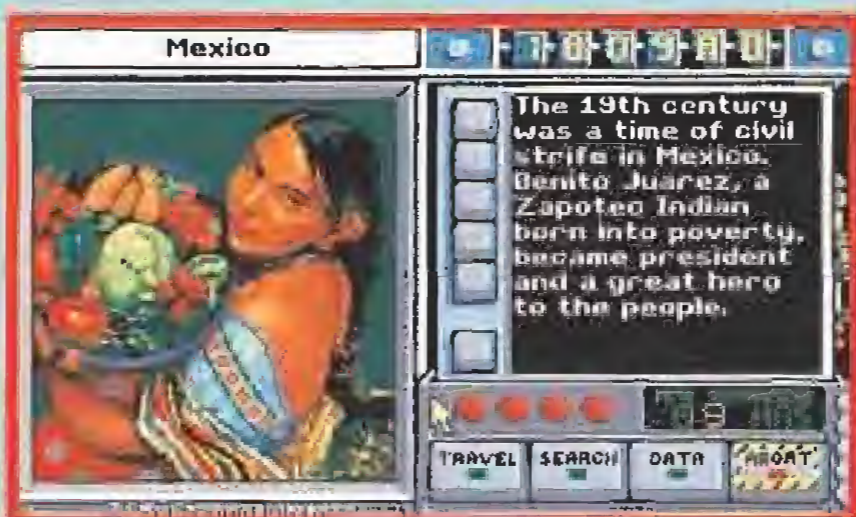 Mexico
The 19th century
was a time of civil
strife in Mexico.
Benito Juarez, a
Zapotec Indian
born into poverty,
became president
and a great hero
to the people.
TRAVEL SEARCH DATA ABORT